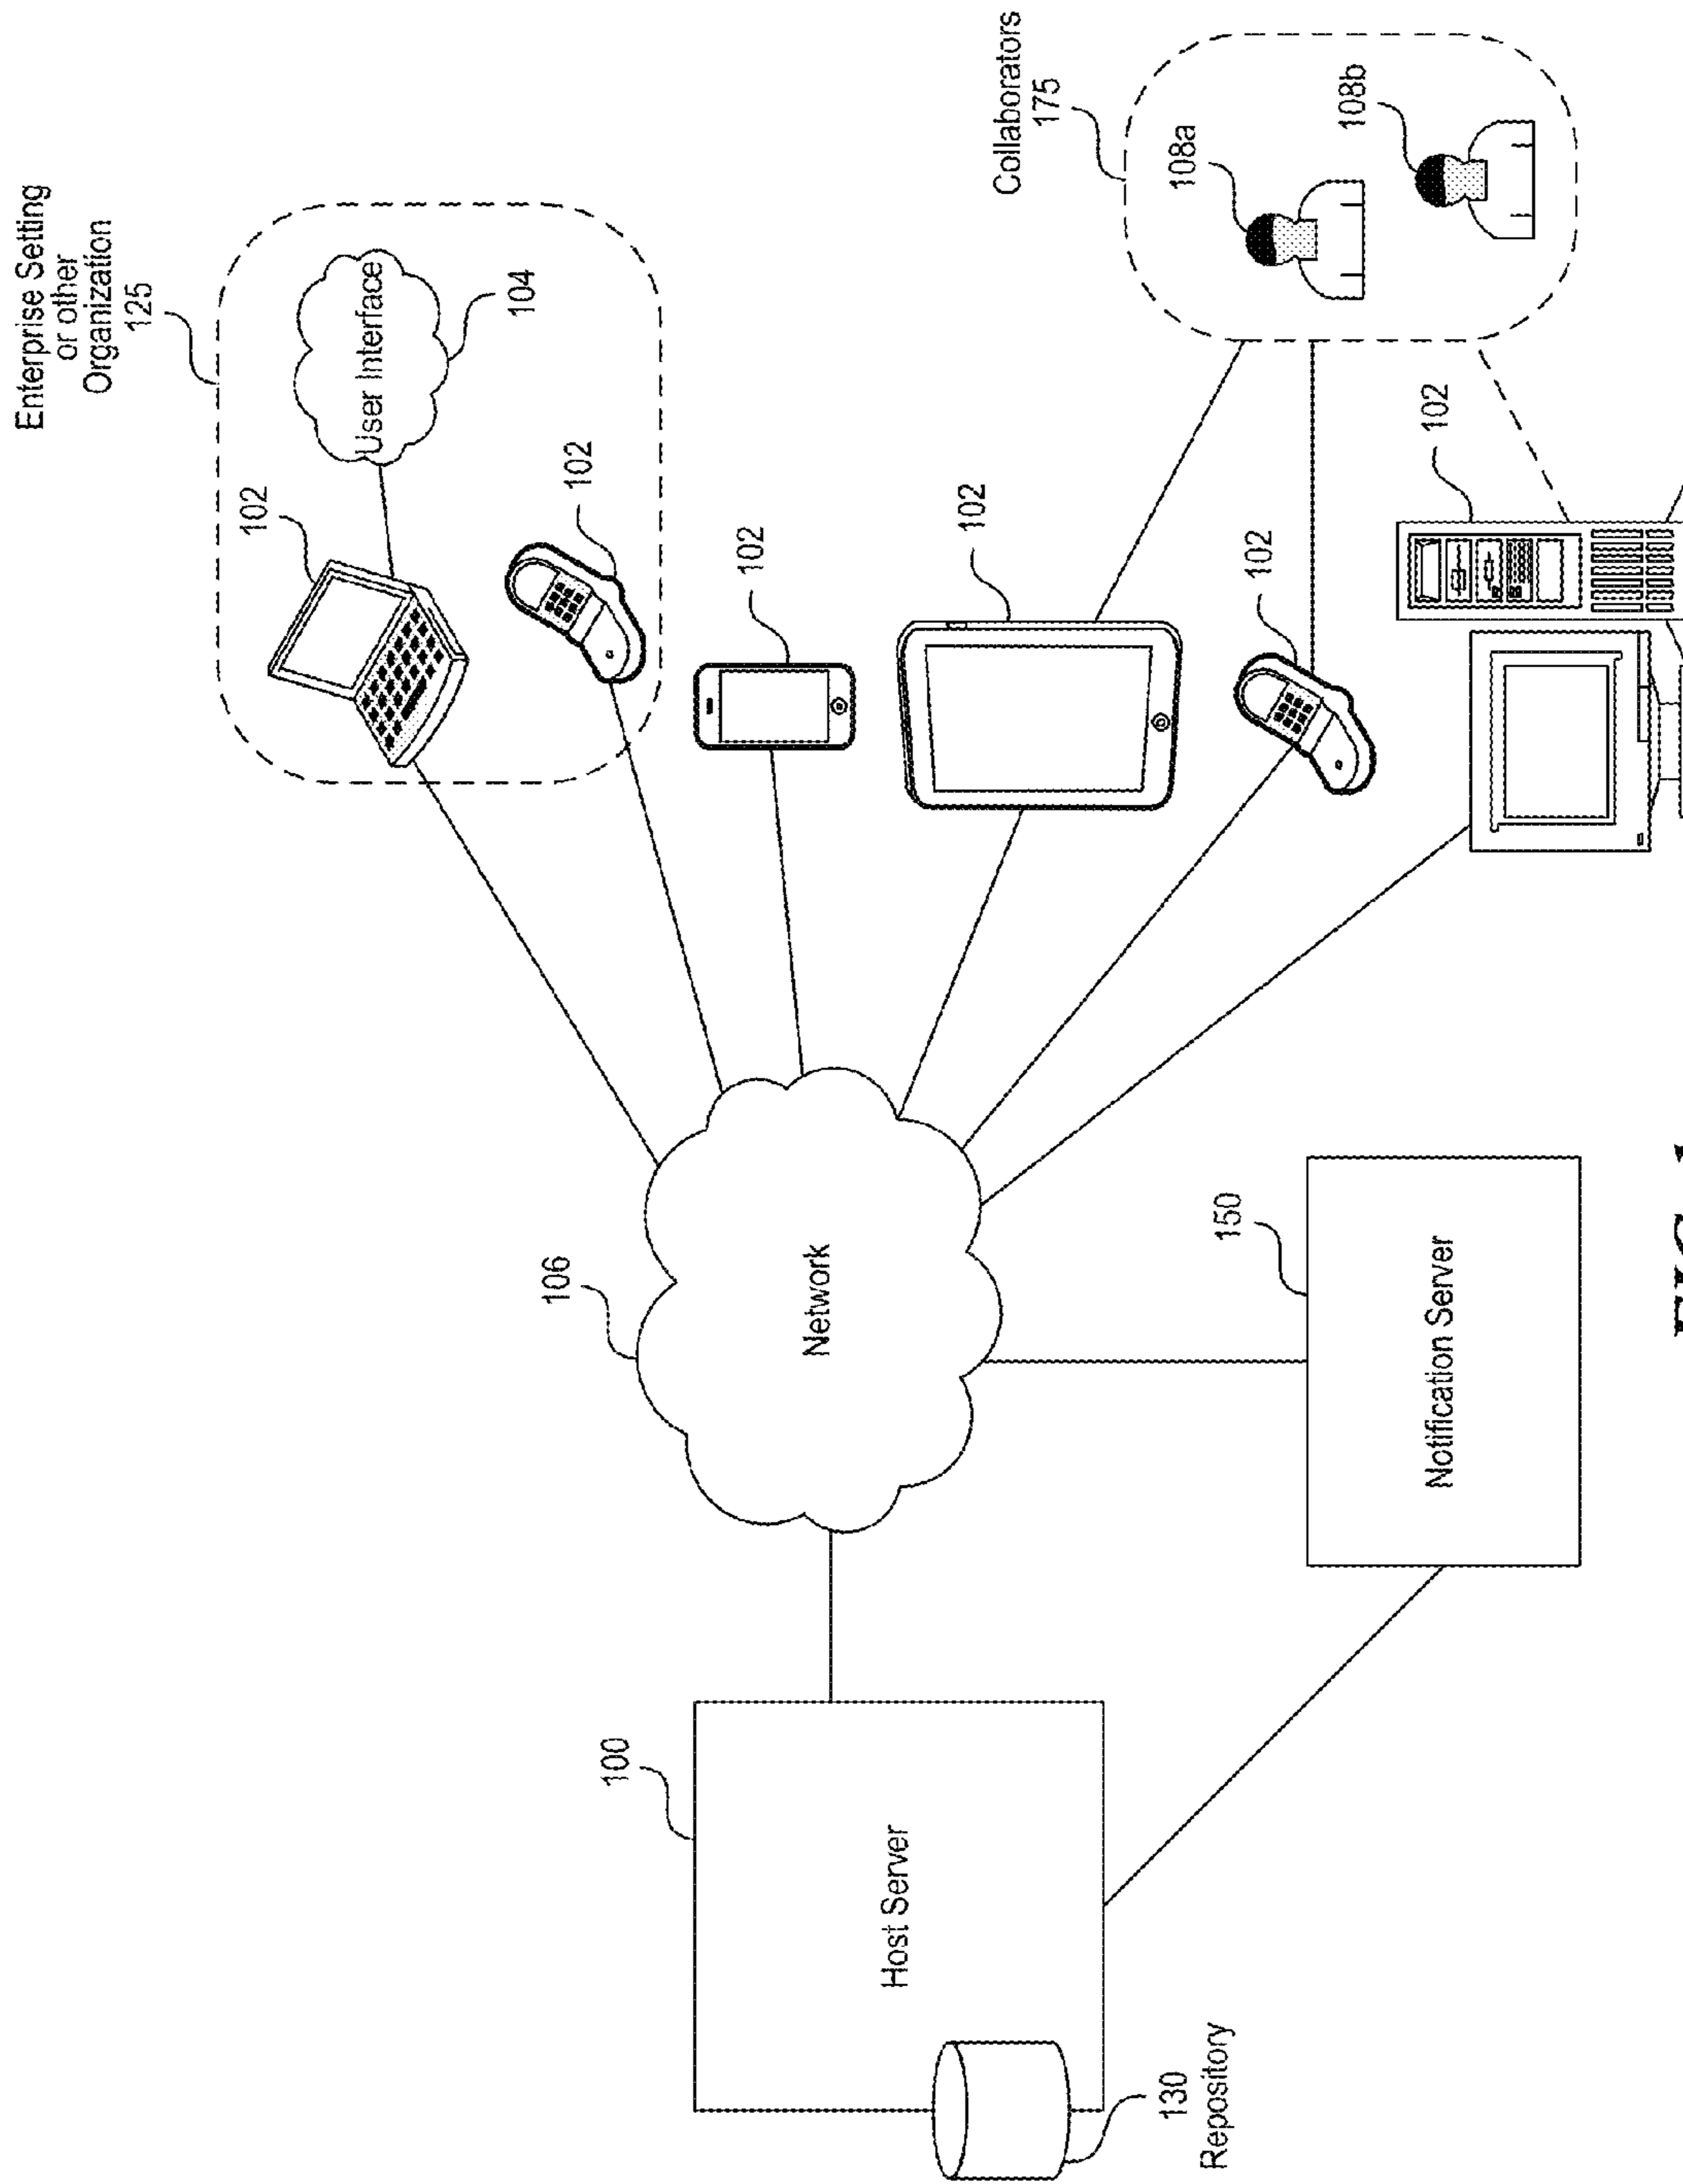 Enterprise Setting
or other
Organization
125
102
User Interface
104
102
102
Collaborators
175
108a
108b
102
102
102
106
Network
100
Host Server
130
Repository
150
Notification Server